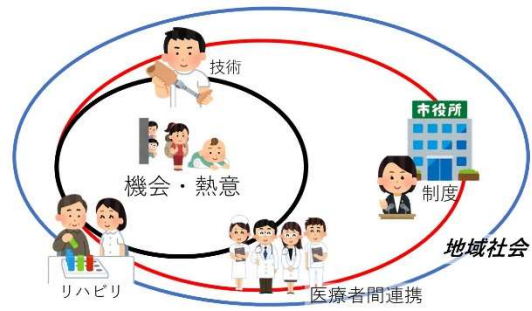 技術
市役所
機会・熱意
制度
地域社会
リハビリ
医療者間連携